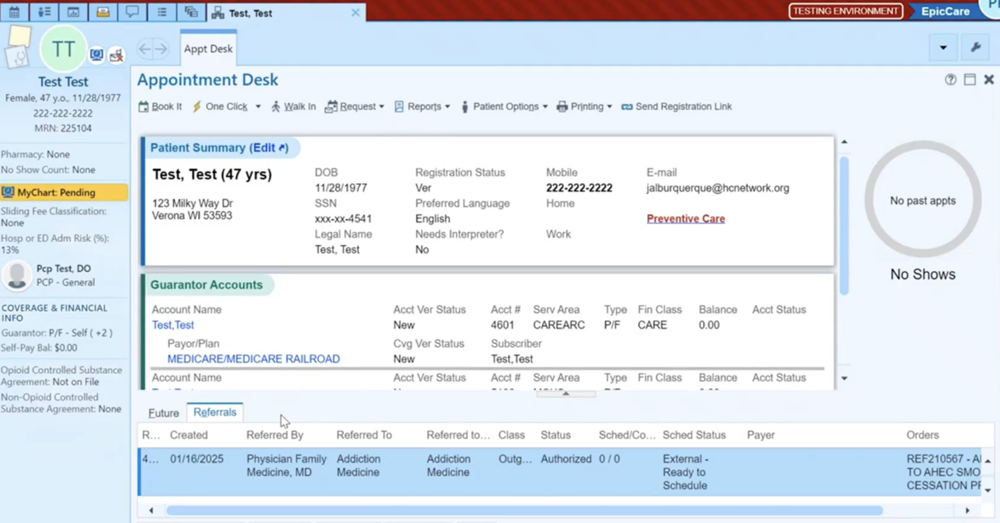 Test, Test
TESTING ENVIRONMENT
EpicCare
TT
Appt Desk
Test Test
Female, 47 y.o., 11/28/1977
222-222-2222
MRN: 225104
Pharmacy: None
No Show Count: None
MyChart: Pending
Sliding Fee Classification:
None
Hosp or ED Adm Risk (%):
13%
Pcp Test, DO
PCP - General
COVERAGE & FINANCIAL
INFO
Guarantor: P/F - Self ( +2 )
Self-Pay Bal: $0.00
Opioid Controlled Substance
Agreement: Not on File
Non-Opioid Controlled
Substance Agreement: None
Appointment Desk
Book It One Click Walk In Request Reports Patient Options Printing Send Registration Link
Patient Summary (Edit )
Test, Test (47 yrs) DOB Registration Status Mobile E-mail
11/28/1977 Ver 222-222-2222 jalburquerque@hcnetwork.org
123 Milky Way Dr SSN Preferred Language Home
Verona WI 53593 xxx-xx-4541 English Preventive Care
Legal Name Needs Interpreter? Work
Test, Test No
No past appts
No Shows
Guarantor Accounts
Account Name Acct Ver Status Acct # Serv Area Type Fin Class Balance Acct Status
Test,Test New 4601 CAREARC P/F CARE 0.00
Payor/Plan Cvg Ver Status Subscriber
MEDICARE/MEDICARE RAILROAD New Test,Test
Account Name Acct Ver Status Acct # Serv Area Type Fin Class Balance Acct Status
Future Referrals
R... Created Referred By Referred To Referred to... Class Status Sched/Co... Sched Status Payer Orders
4... 01/16/2025 Physician Family Addiction Addiction Outg... Authorized 0 / 0 External - REF210567 - 
Medicine, MD Medicine Medicine Ready to TO AHEC SMO
Schedule CESSATION